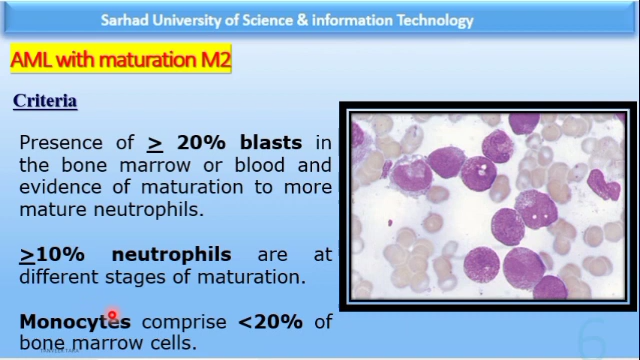 Sarhad University of Science & information Technology
AML with maturation M2
Criteria
Presence of > 20% blasts in
the bone marrow or blood and
evidence of maturation to more
mature neutrophils.
>10% neutrophils are at
different stages of maturation.
Monocytes comprise <20% of
bone marrow cells.
6